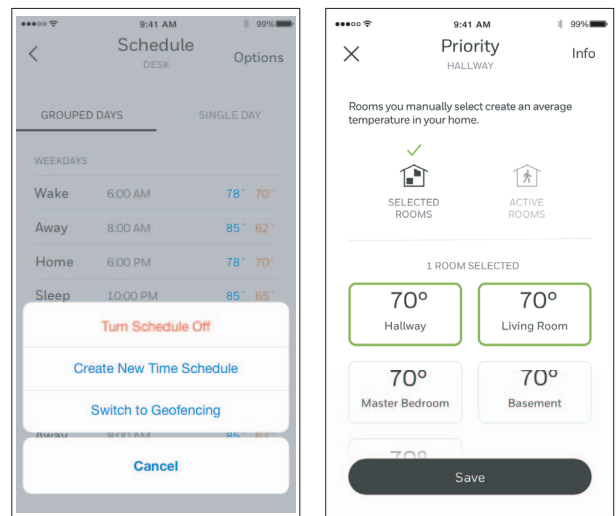 9:41 AM
99%
Schedule
DESK
Options
GROUPED DAYS
SINGLE DAY
WEEKDAYS
Wake 6:00 AM 78° 70°
Away 8:00 AM 85° 62°
Home 6:00 PM 78° 70°
Sleep 10:00 PM 85° 65°
Turn Schedule Off
Create New Time Schedule
Switch to Geofencing
Away 8:00 AM 85° 62°
Cancel
9:41 AM
99%
Priority
HALLWAY
Info
Rooms you manually select create an average
temperature in your home.
SELECTED
ROOMS
ACTIVE
ROOMS
1 ROOM SELECTED
70°
Hallway
70°
Living Room
70°
Master Bedroom
70°
Basement
70°
Save